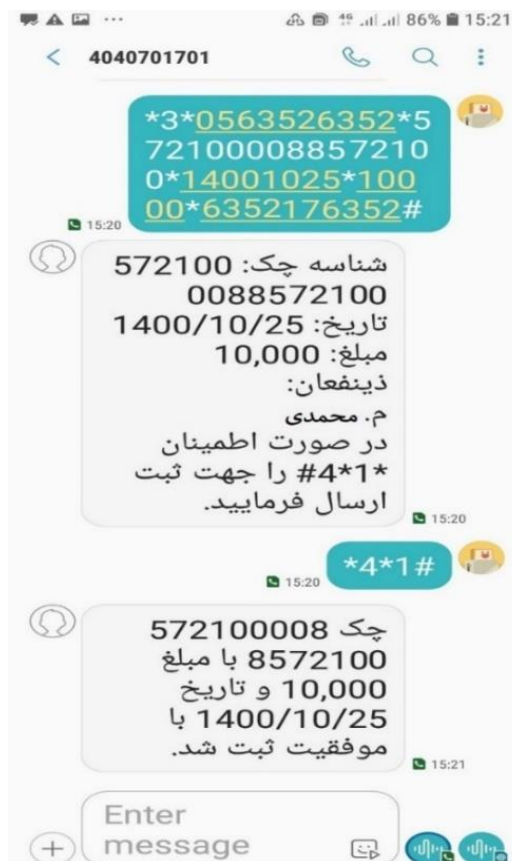 86% 15:21
4040701701
*3*0563526352*5
72100008857210
0*14001025*100
00*6352176352#
15:20
شناسه چک: 572100
0088572100
تاریخ: 1400/10/25
مبلغ: 10,000
ذینفعان:
م. محمدی
در صورت اطمینان
*1*4# را جهت ثبت
ارسال فرمایید.
15:20
*4*1#
15:20
چک 572100008
8572100 با مبلغ
10,000 و تاریخ
1400/10/25 با
موفقیت ثبت شد.
15:21
Enter
message